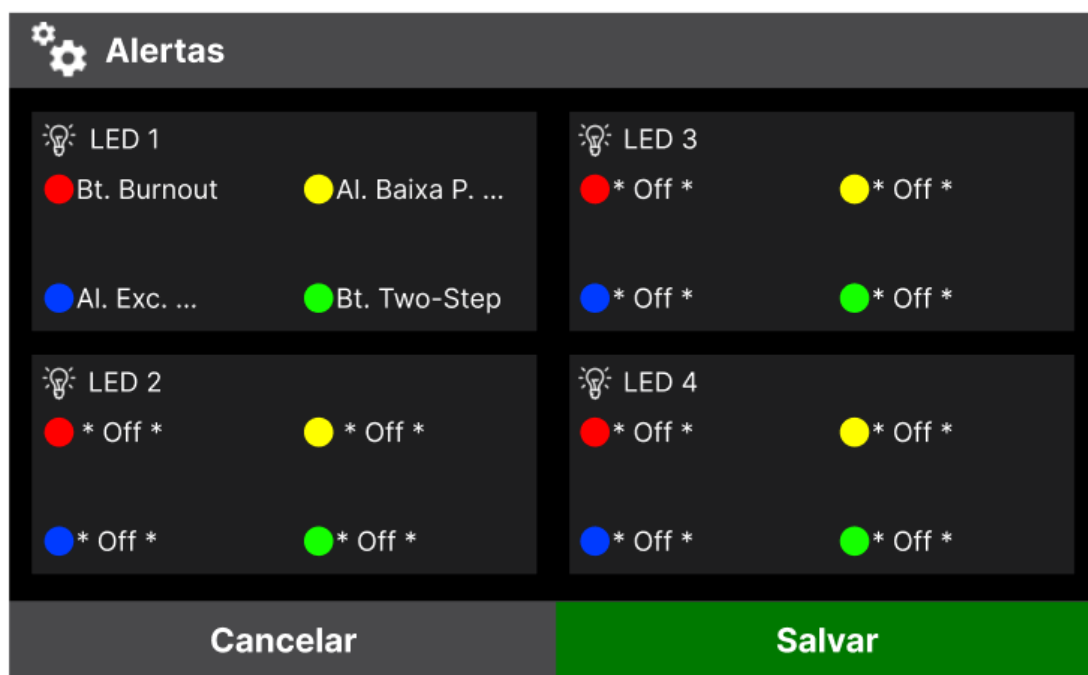 Alertas
LED 1
Bt. Burnout
Al. Baixa P. ...
Al. Exc. ...
Bt. Two-Step
LED 3
* Off *
* Off *
* Off *
* Off *
LED 2
* Off *
* Off *
* Off *
* Off *
LED 4
* Off *
* Off *
* Off *
* Off *
Cancelar
Salvar